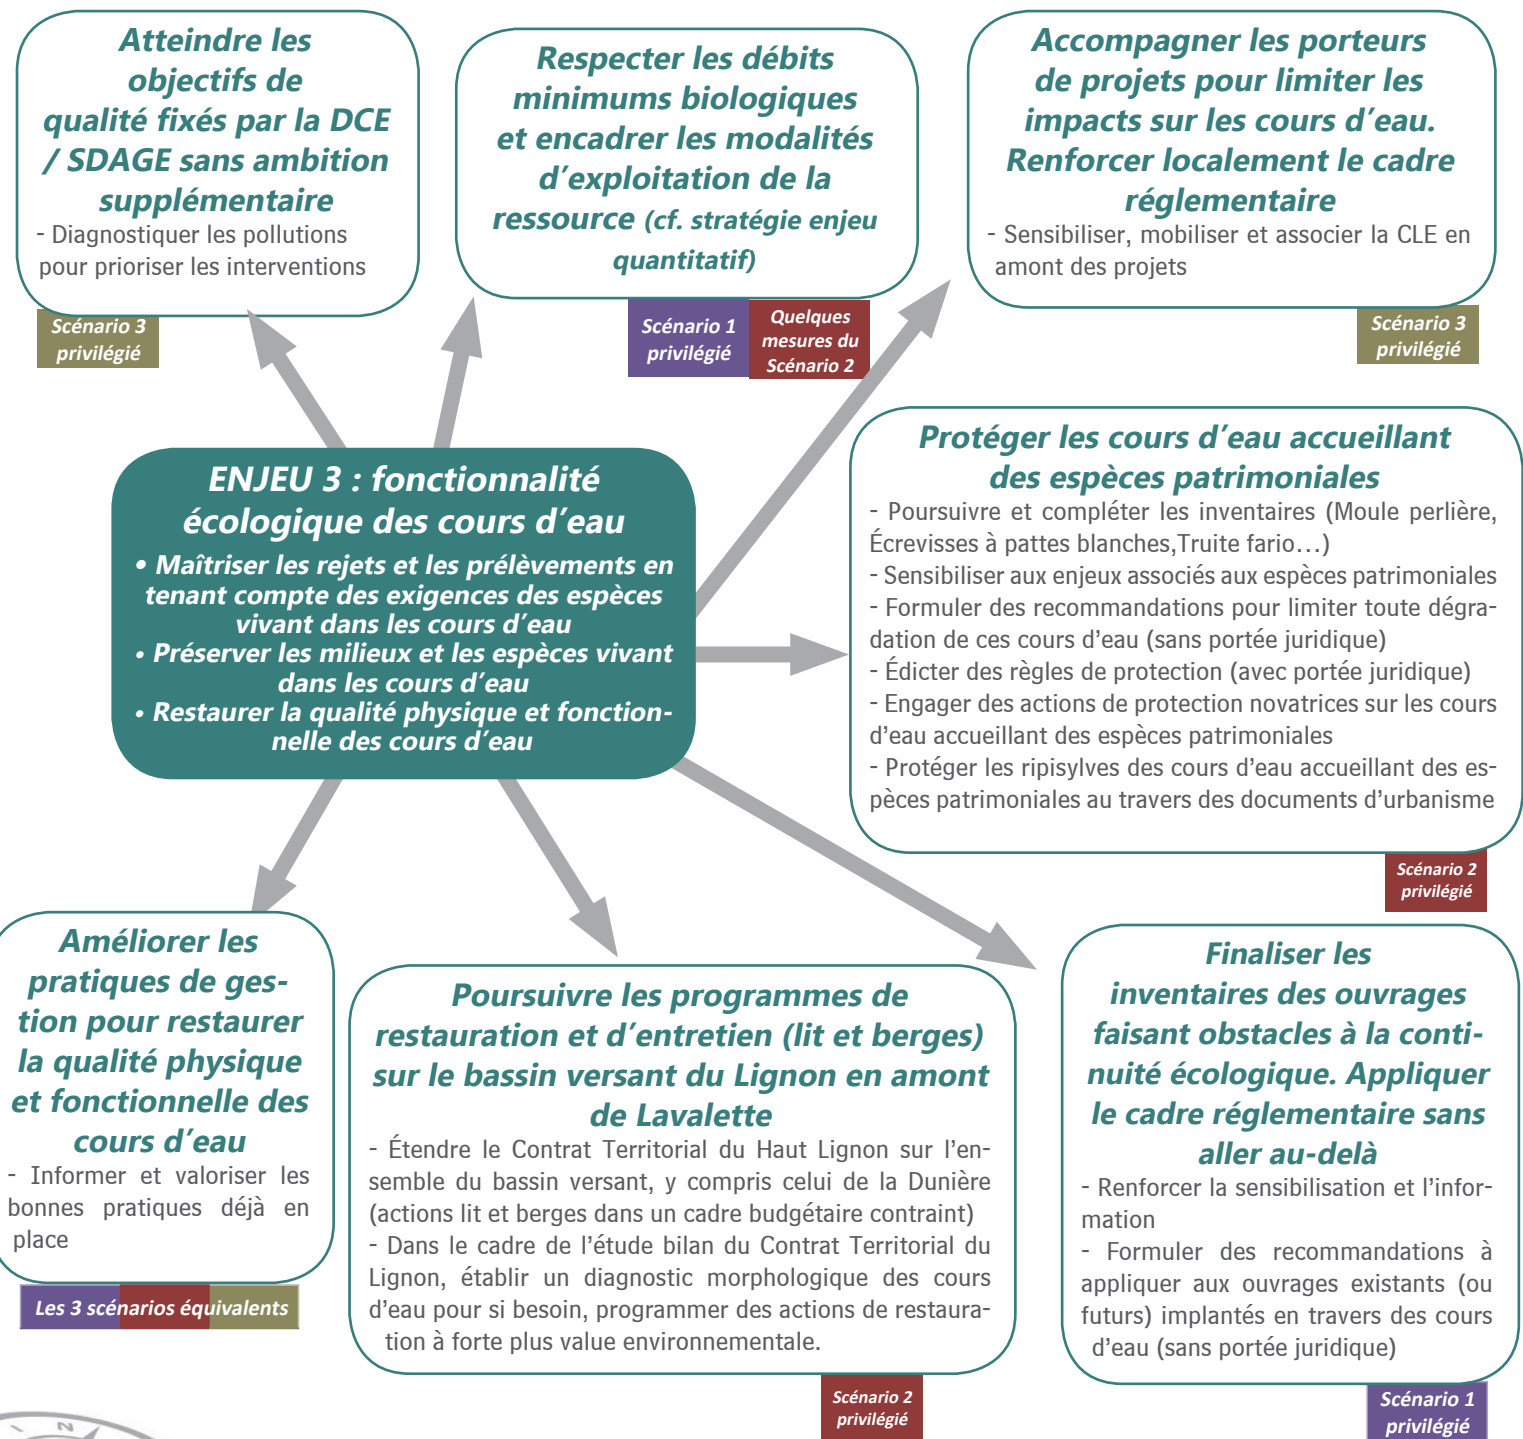 Atteindre les
objectifs de
qualité fixés par la DCE
/ SDAGE sans ambition
supplémentaire
- Diagnostiquer les pollutions
pour prioriser les interventions
Scénario 3
privilégié
Respecter les débits
minimums biologiques
et encadrer les modalités
d’exploitation de la
ressource (cf. stratégie enjeu
quantitatif)
Scénario 1
privilégié
Quelques
mesures du
Scénario 2
Accompagner les porteurs
de projets pour limiter les
impacts sur les cours d’eau.
Renforcer localement le cadre
réglementaire
- Sensibiliser, mobiliser et associer la CLE en
amont des projets
Scénario 3
privilégié
ENJEU 3 : fonctionnalité
écologique des cours d’eau
• Maîtriser les rejets et les prélèvements en
tenant compte des exigences des espèces
vivant dans les cours d’eau
• Préserver les milieux et les espèces vivant
dans les cours d’eau
• Restaurer la qualité physique et fonction-
nelle des cours d’eau
Protéger les cours d’eau accueillant
des espèces patrimoniales
- Poursuivre et compléter les inventaires (Moule perlière,
Écrevisses à pattes blanches,Truite fario…)
- Sensibiliser aux enjeux associés aux espèces patrimoniales
- Formuler des recommandations pour limiter toute dégra-
dation de ces cours d’eau (sans portée juridique)
- Édicter des règles de protection (avec portée juridique)
- Engager des actions de protection novatrices sur les cours
d’eau accueillant des espèces patrimoniales
- Protéger les ripisylves des cours d’eau accueillant des es-
pèces patrimoniales au travers des documents d’urbanisme
Scénario 2
privilégié
Améliorer les
pratiques de ges-
tion pour restaurer
la qualité physique
et fonctionnelle des
cours d’eau
- Informer et valoriser les
bonnes pratiques déjà en
place
Les 3 scénarios équivalents
Poursuivre les programmes de
restauration et d’entretien (lit et berges)
sur le bassin versant du Lignon en amont
de Lavalette
- Étendre le Contrat Territorial du Haut Lignon sur l’en-
semble du bassin versant, y compris celui de la Dunière
(actions lit et berges dans un cadre budgétaire contraint)
- Dans le cadre de l’étude bilan du Contrat Territorial du
Lignon, établir un diagnostic morphologique des cours
d’eau pour si besoin, programmer des actions de restaura-
tion à forte plus value environnementale.
Scénario 2
privilégié
Finaliser les
inventaires des ouvrages
faisant obstacles à la conti-
nuité écologique. Appliquer
le cadre réglementaire sans
aller au-delà
- Renforcer la sensibilisation et l’infor-
mation
- Formuler des recommandations à
appliquer aux ouvrages existants (ou
futurs) implantés en travers des cours
d’eau (sans portée juridique)
Scénario 1
privilégié
N